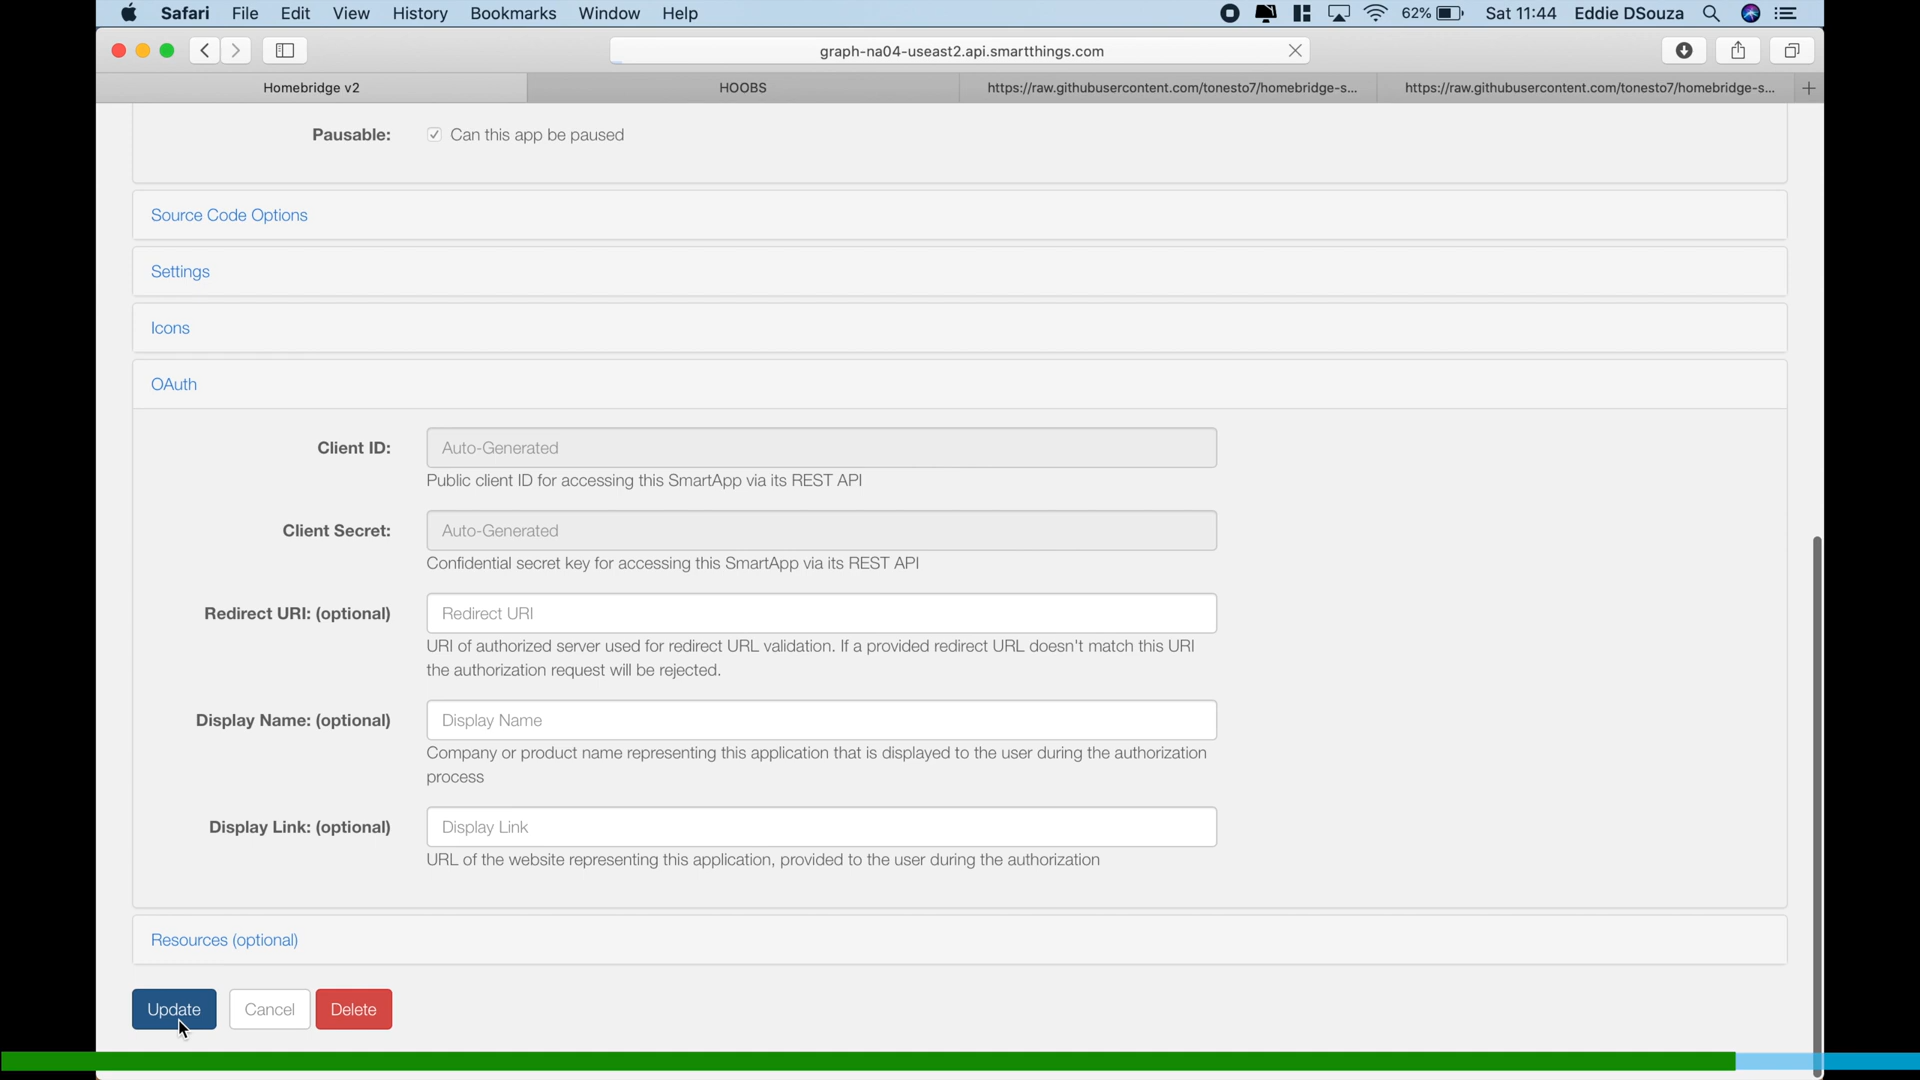 Safari File Edit View History Bookmarks Window Help 62% Sat 11:44 Eddie DSouza
graph-na04-useast2.api.smartthings.com
Homebridge v2 HOOBS https://raw.githubusercontent.com/tonesto7/homebridge-s... https://raw.githubusercontent.com/tonesto7/homebridge-s...
Pausable: Can this app be paused
Source Code Options
Settings
Icons
OAuth
Client ID: Auto-Generated
Public client ID for accessing this SmartApp via its REST API
Client Secret: Auto-Generated
Confidential secret key for accessing this SmartApp via its REST API
Redirect URI: (optional) Redirect URI
URI of authorized server used for redirect URL validation. If a provided redirect URL doesn't match this URI
the authorization request will be rejected.
Display Name: (optional) Display Name
Company or product name representing this application that is displayed to the user during the authorization
process
Display Link: (optional) Display Link
URL of the website representing this application, provided to the user during the authorization
Resources (optional)
Update Cancel Delete